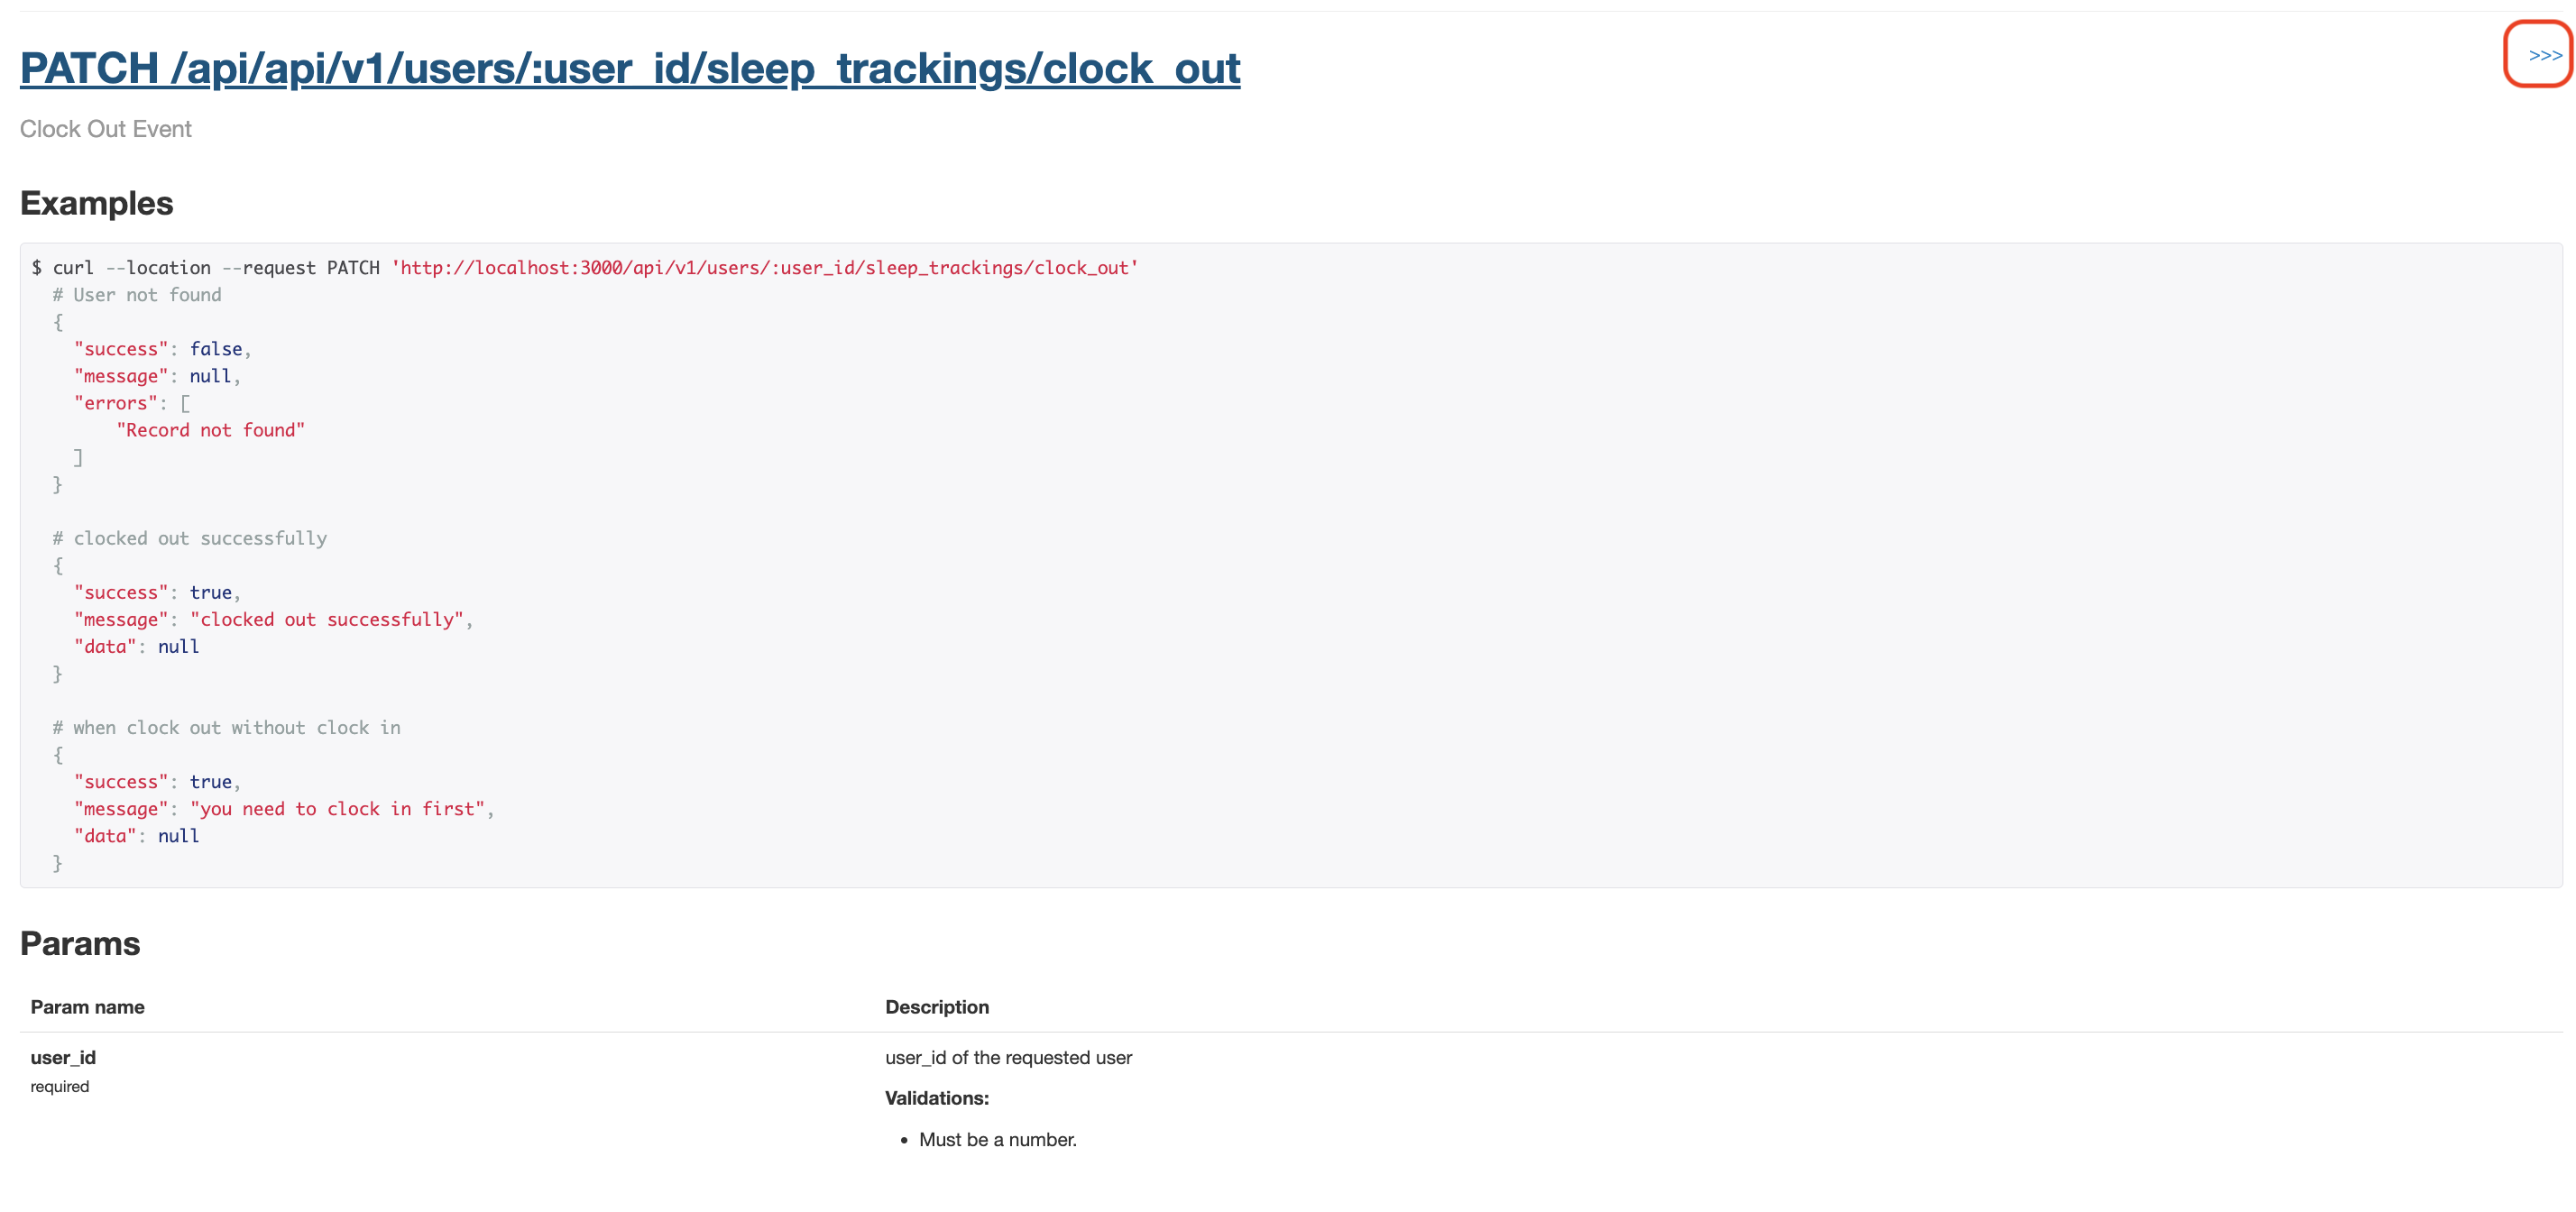 PATCH /api/api/v1/users/:user_id/sleep_trackings/clock_out
>>>
Clock Out Event
Examples
$ curl --location --request PATCH 'http://localhost:3000/api/v1/users/:user_id/sleep_trackings/clock_out'
# User not found
{
"success": false,
"message": null,
"errors": [
"Record not found"
]
}
# clocked out successfully
{
"success": true,
"message": "clocked out successfully",
"data": null
}
# when clock out without clock in
{
"success": true,
"message": "you need to clock in first",
"data": null
}
Params
Param name Description
user_id user_id of the requested user
required
Validations:
• Must be a number.